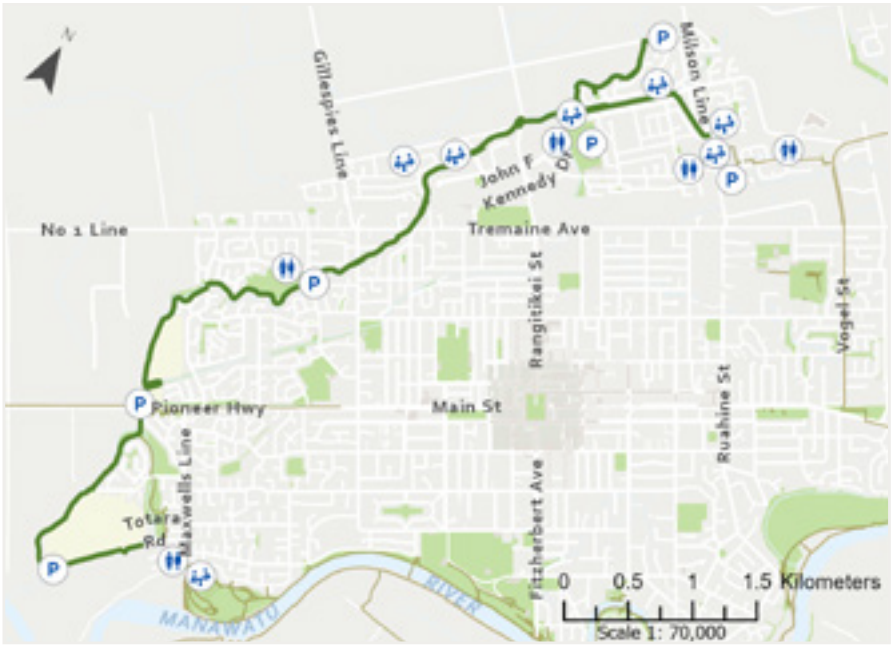 N
Gillespies Line
Milson Line
P
P
John F
Kennedy Dr
P
No 1 Line
Tremaine Ave
P
Rangitikei St
Vogel St
P
Pioneer Hwy
Main St
Ruahine St
Maxwells Line
Totara
Rd
Fitzherbert Ave
P
MANAWATU
RIVER
0 0.5 1 1.5 Kilometers
Scale 1: 70,000